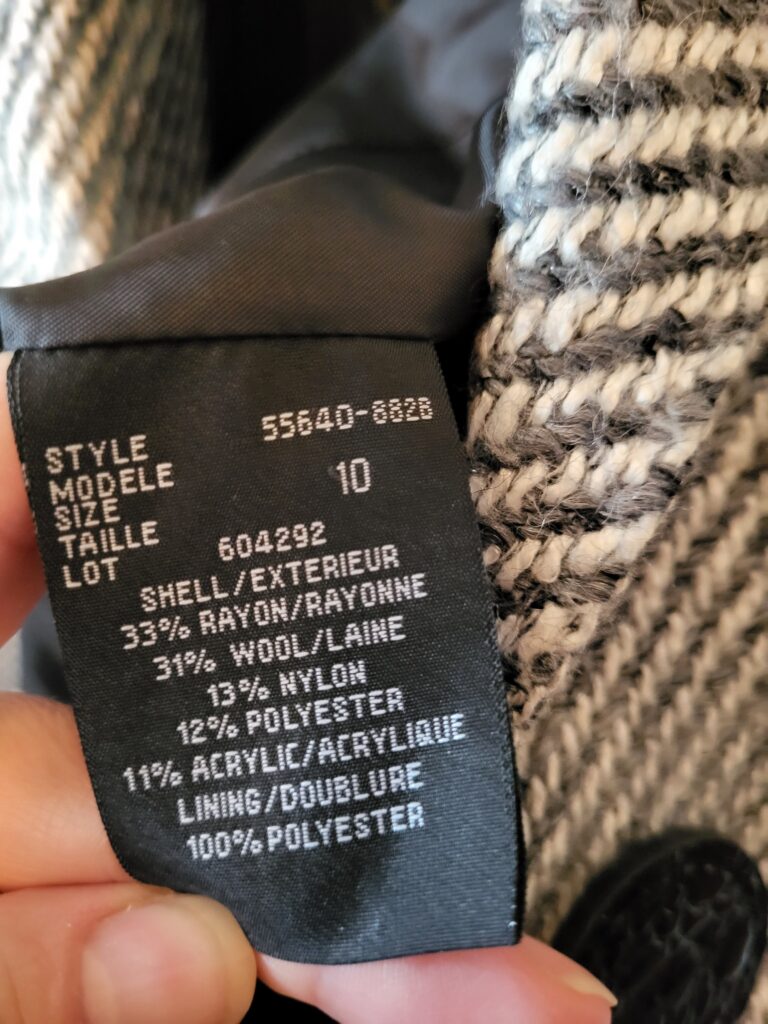 STYLE 55640-882B
MODELE
SIZE 10
TAILLE
LOT 604292
SHELL/EXTERIEUR
33% RAYON/RAYONNE
31% WOOL/LAINE
13% NYLON
12% POLYESTER
11% ACRYLIC/ACRYLIQUE
LINING/DOUBLURE
100% POLYESTER